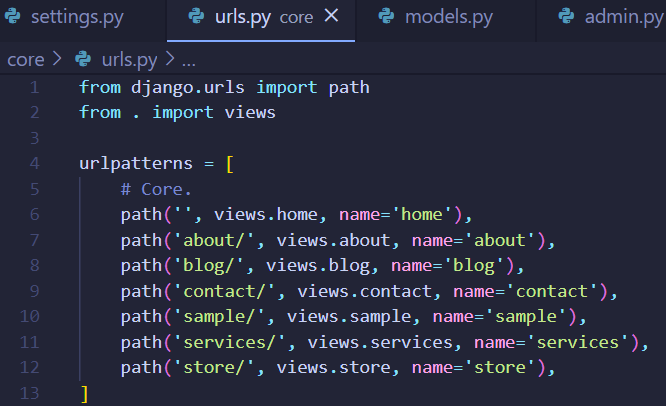 settings.py urls.py core × models.py admin.py
core > urls.py > ...
1 from django.urls import path
2 from . import views
3
4 urlpatterns = [
5     # Core.
6     path('', views.home, name='home'),
7     path('about/', views.about, name='about'),
8     path('blog/', views.blog, name='blog'),
9     path('contact/', views.contact, name='contact'),
10     path('sample/', views.sample, name='sample'),
11     path('services/', views.services, name='services'),
12     path('store/', views.store, name='store'),
13 ]